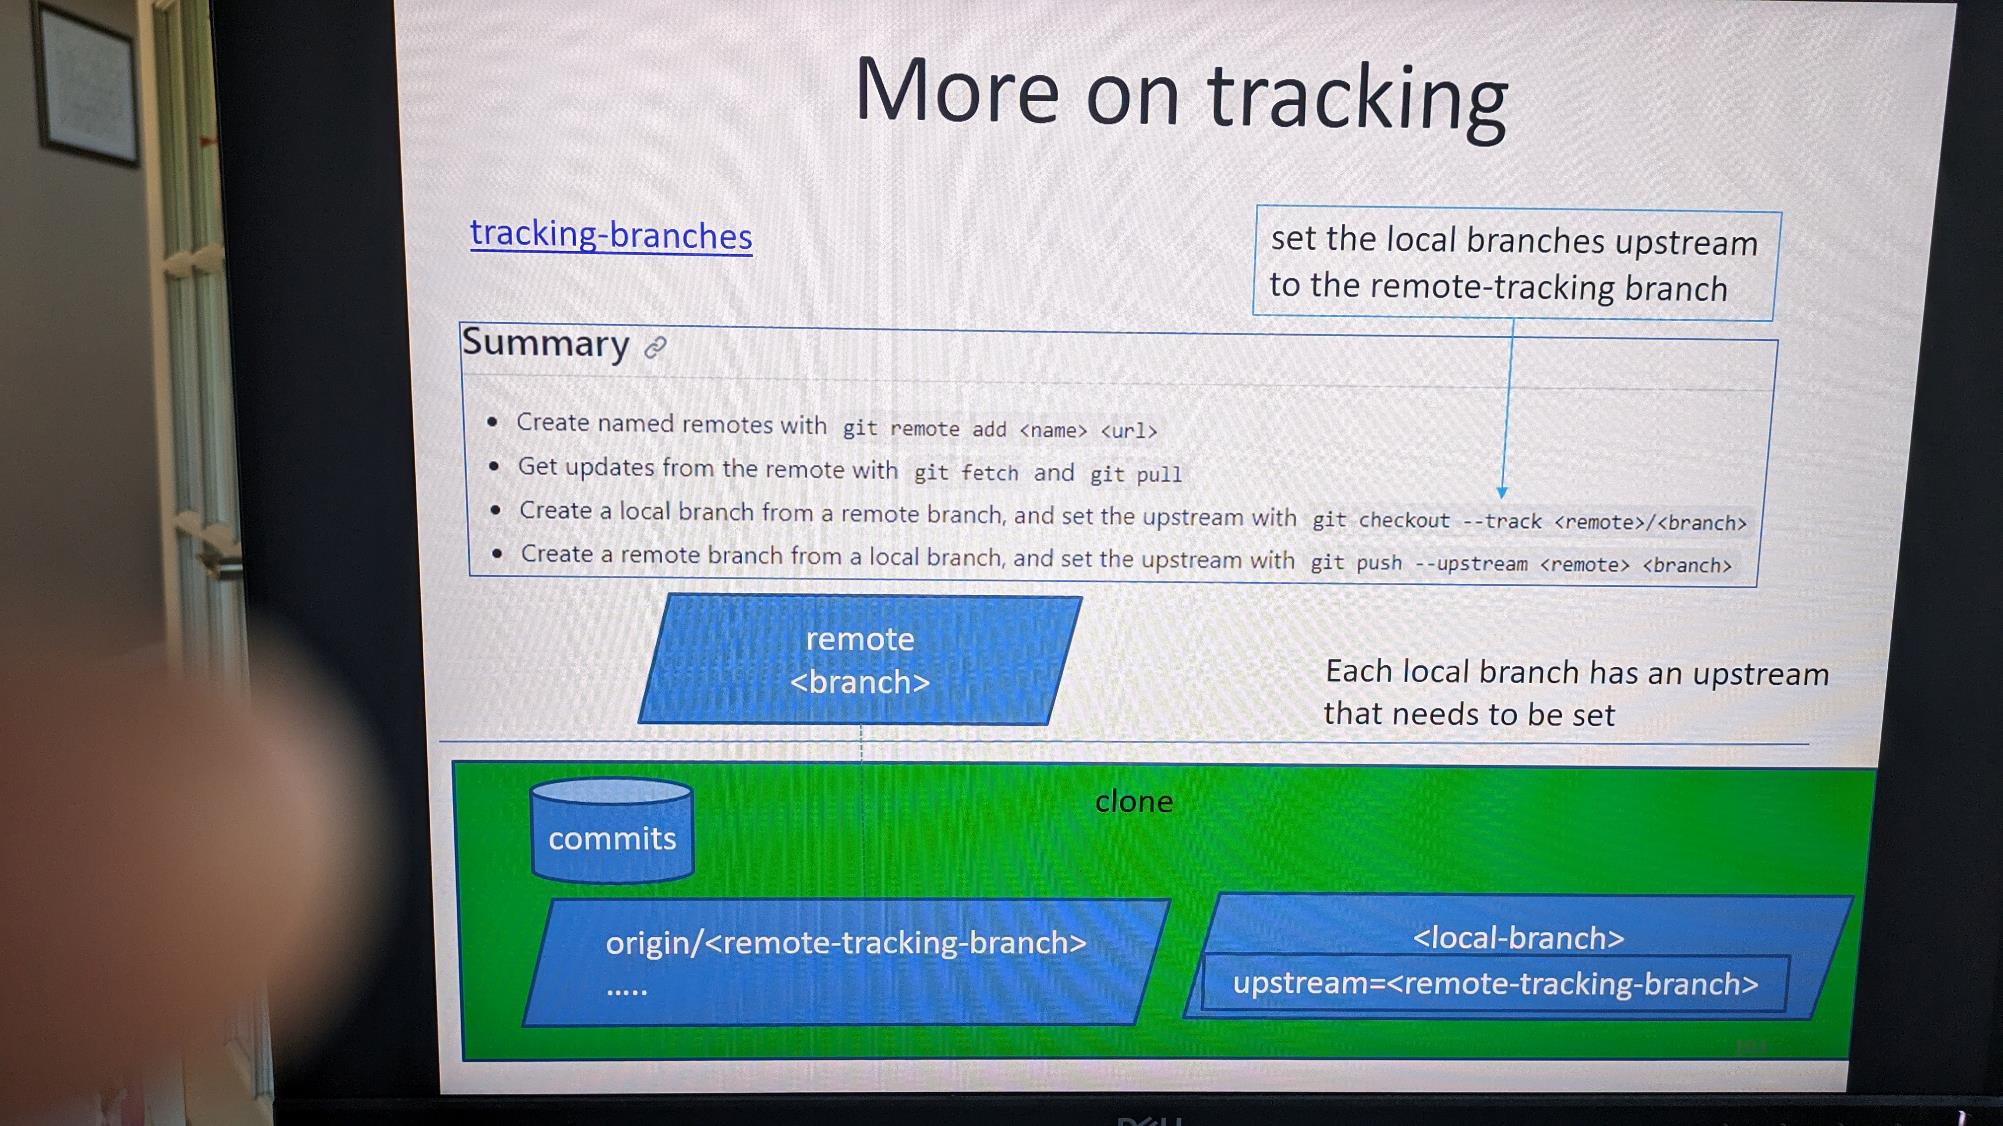 More on tracking
tracking-branches
set the local branches upstream
to the remote-tracking branch
Summary
• Create named remotes with git remote add <name> <url>
• Get updates from the remote with git fetch and git pull
• Create a local branch from a remote branch, and set the upstream with git checkout --track <remote>/<branch>
• Create a remote branch from a local branch, and set the upstream with git push --upstream <remote> <branch>
remote
<branch>
Each local branch has an upstream
that needs to be set
clone
commits
origin/<remote-tracking-branch>
.....
<local-branch>
upstream=<remote-tracking-branch>